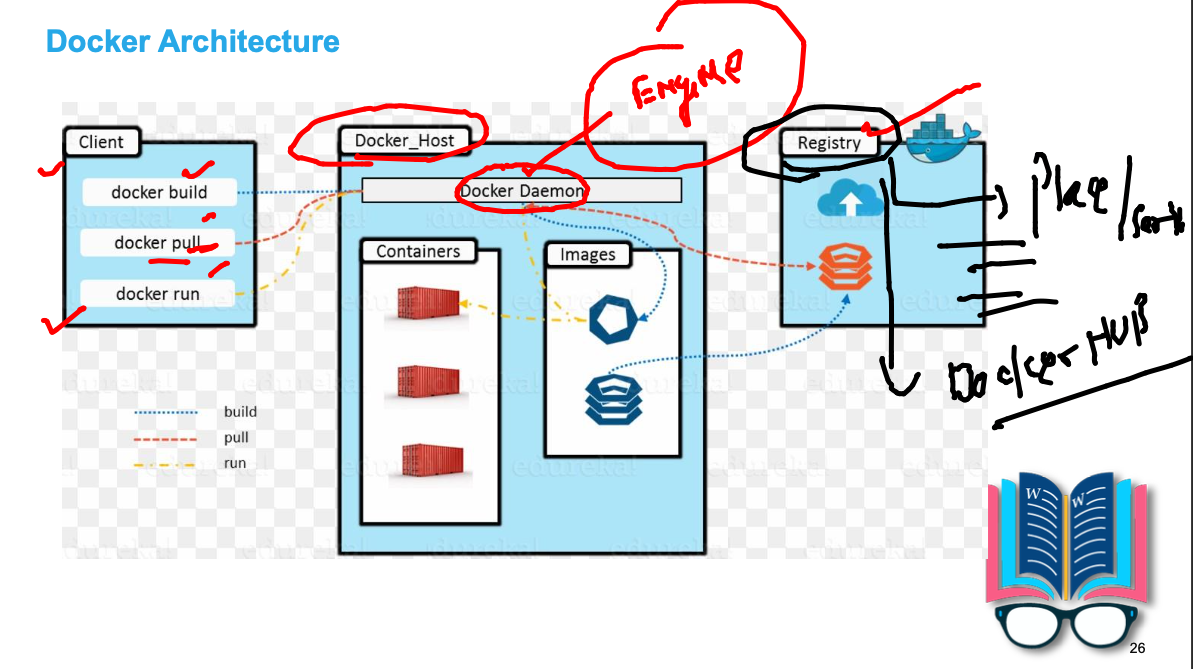 Docker Architecture
Engine
Client
docker build
docker pull
docker run
Docker_Host
Docker Daemon
Containers
Images
Registry
Place/
Docker HUB
build
pull
run
edureka!
W
W
26